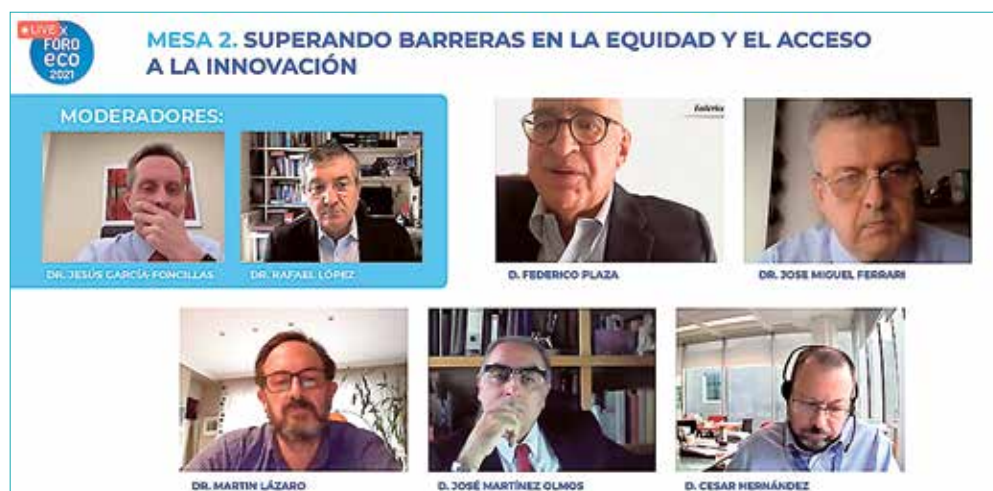 LIVE
X
FORO
eco
2021
MESA 2. SUPERANDO BARRERAS EN LA EQUIDAD Y EL ACCESO
A LA INNOVACIÓN
MODERADORES:
Federico
DR. JESÚS GARCÍA-FONCILLAS
DR. RAFAEL LÓPEZ
D. FEDERICO PLAZA
DR. JOSE MIGUEL FERRARI
DR. MARTIN LÁZARO
D. JOSÉ MARTÍNEZ OLMOS
D. CESAR HERNÁNDEZ